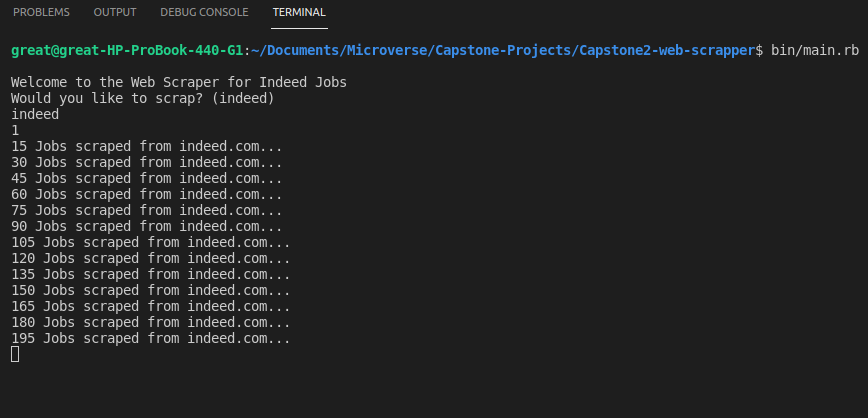 PROBLEMS OUTPUT DEBUG CONSOLE TERMINAL
great@great-HP-ProBook-440-G1:~/Documents/Microverse/Capstone-Projects/Capstone2-web-scrapper$ bin/main.rb
Welcome to the Web Scraper for Indeed Jobs
Would you like to scrap? (indeed)
indeed
1
15 Jobs scraped from indeed.com...
30 Jobs scraped from indeed.com...
45 Jobs scraped from indeed.com...
60 Jobs scraped from indeed.com...
75 Jobs scraped from indeed.com...
90 Jobs scraped from indeed.com...
105 Jobs scraped from indeed.com...
120 Jobs scraped from indeed.com...
135 Jobs scraped from indeed.com...
150 Jobs scraped from indeed.com...
165 Jobs scraped from indeed.com...
180 Jobs scraped from indeed.com...
195 Jobs scraped from indeed.com...